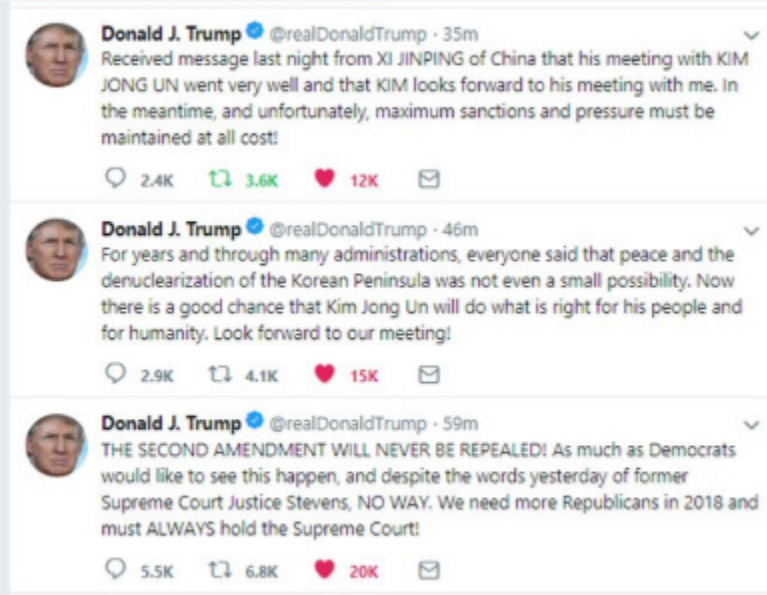 Donald J. Trump @realDonaldTrump · 35m
Received message last night from XI JINPING of China that his meeting with KIM
JONG UN went very well and that KIM looks forward to his meeting with me. In
the meantime, and unfortunately, maximum sanctions and pressure must be
maintained at all cost!
2.4K 3.6K 12K
Donald J. Trump @realDonaldTrump · 46m
For years and through many administrations, everyone said that peace and the
denuclearization of the Korean Peninsula was not even a small possibility. Now
there is a good chance that Kim Jong Un will do what is right for his people and
for humanity. Look forward to our meeting!
2.9K 4.1K 15K
Donald J. Trump @realDonaldTrump · 59m
THE SECOND AMENDMENT WILL NEVER BE REPEALED! As much as Democrats
would like to see this happen, and despite the words yesterday of former
Supreme Court Justice Stevens, NO WAY. We need more Republicans in 2018 and
must ALWAYS hold the Supreme Court!
5.5K 6.8K 20K